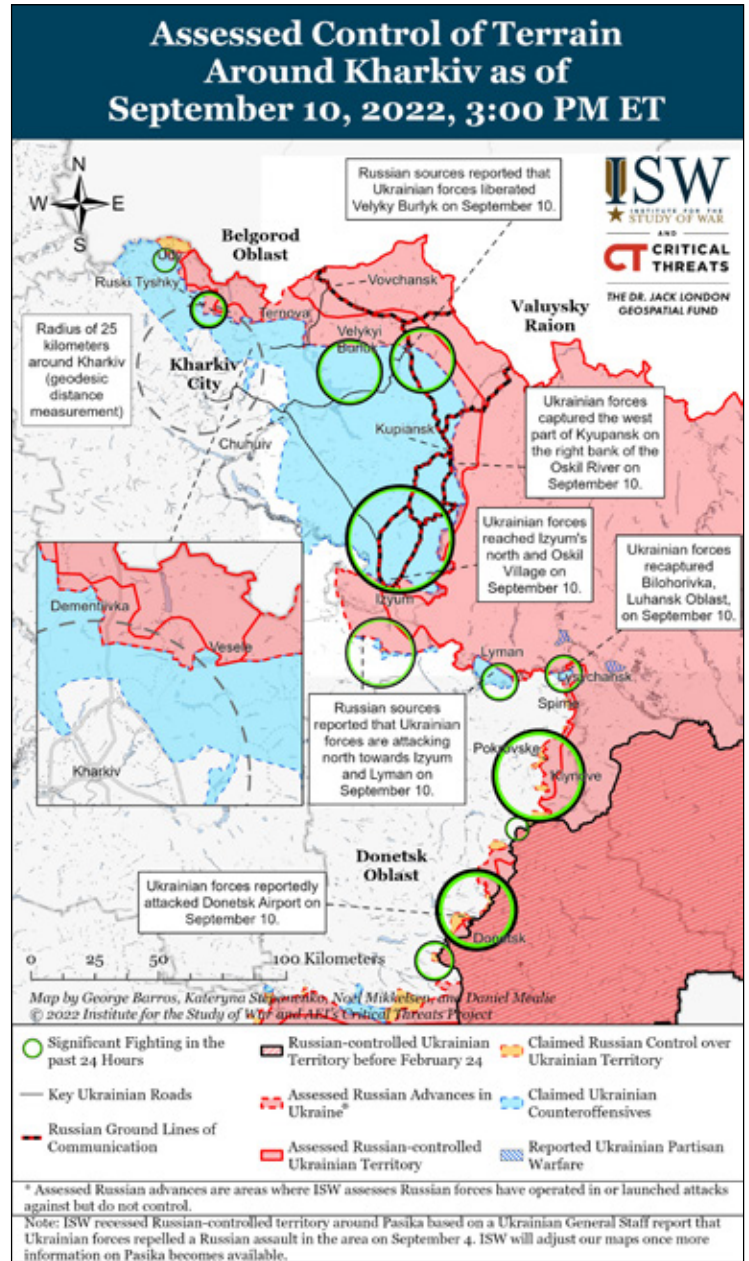 Assessed Control of Terrain
Around Kharkiv as of
September 10, 2022, 3:00 PM ET
N
W E
S
Russian sources reported that
Ukrainian forces liberated
Velyky Burlyk on September 10.
ISW
INSTITUTE FOR THE
STUDY OF WAR
AND
CT CRITICAL
THREATS
THE DR. JACK LONDON
GEOSPATIAL FUND
Belgorod
Oblast
Ruski Tyshky
Vovchansk
Ternova
Valuysky
Raion
Radius of 25
kilometers
around Kharkiv
(geodesic
distance
measurement)
Velykyi
Burluk
Kharkiv
City
Chuhuiv
Kupiansk
Ukrainian forces
captured the west
part of Kyupansk on
the right bank of the
Oskil River on
September 10.
Ukrainian forces
reached Izyum's
north and Oskil
Village on
September 10.
Ukrainian forces
recaptured
Bilohorivka,
Luhansk Oblast,
on September 10.
Dementiivka
Vesele
Kharkiv
Izyum
Lyman
Lysychansk
Spirne
Russian sources
reported that Ukrainian
forces are attacking
north towards Izyum
and Lyman on
September 10.
Pokrovske
Klynove
Donetsk
Oblast
Ukrainian forces reportedly
attacked Donetsk Airport on
September 10.
Donetsk
0 25 50 100 Kilometers
Map by George Barros, Kateryna Stepanenko, Noel Mikkelsen, and Daniel Mealie
© 2022 Institute for the Study of War and AEI's Critical Threats Project
Significant Fighting in the
past 24 Hours
Russian-controlled Ukrainian
Territory before February 24
Claimed Russian Control over
Ukrainian Territory
Key Ukrainian Roads
Assessed Russian Advances in
Ukraine*
Claimed Ukrainian
Counteroffensives
Russian Ground Lines of
Communication
Assessed Russian-controlled
Ukrainian Territory
Reported Ukrainian Partisan
Warfare
* Assessed Russian advances are areas where ISW assesses Russian forces have operated in or launched attacks
against but do not control.
Note: ISW recessed Russian-controlled territory around Pasika based on a Ukrainian General Staff report that
Ukrainian forces repelled a Russian assault in the area on September 4. ISW will adjust our maps once more
information on Pasika becomes available.